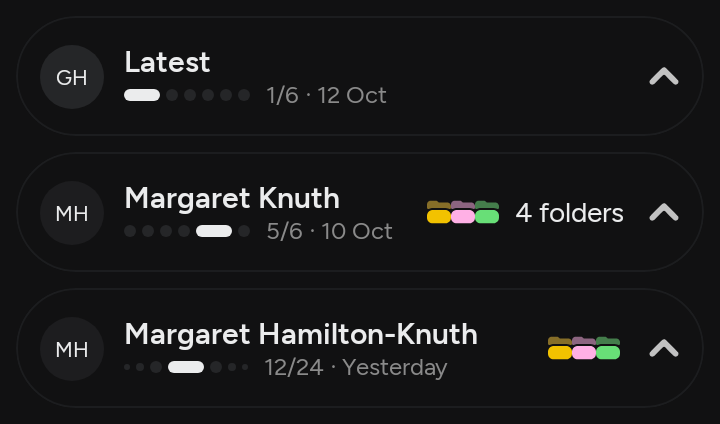 GH
Latest
1/6 · 12 Oct
MH
Margaret Knuth
5/6 · 10 Oct
4 folders
MH
Margaret Hamilton-Knuth
12/24 · Yesterday